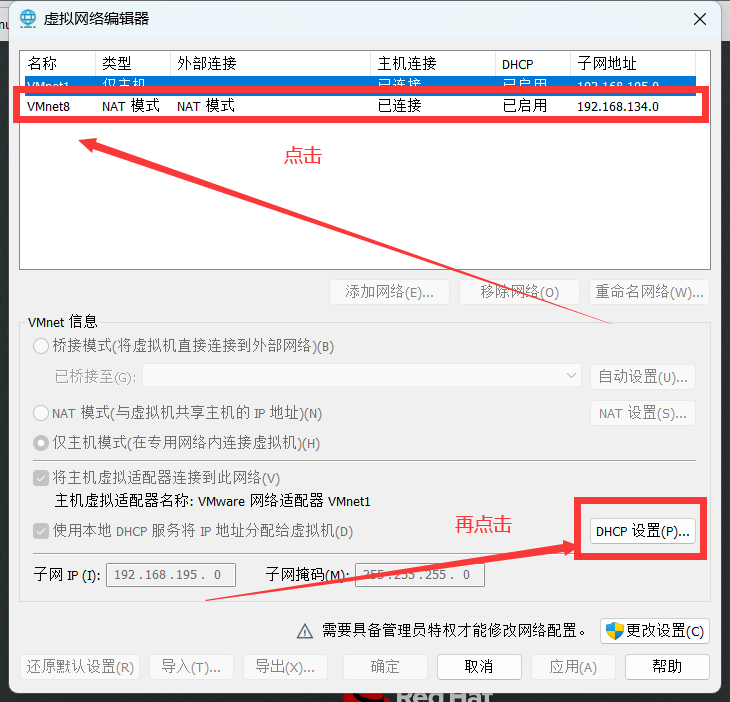 虚拟网络编辑器
名称 类型 外部连接 主机连接 DHCP 子网地址
VMnet1 仅主机... 已连接 已启用 192.168.195.0
VMnet8 NAT 模式 NAT 模式 已连接 已启用 192.168.134.0
点击
添加网络(E)... 移除网络(O) 重命名网络(W)...
VMnet 信息
桥接模式(将虚拟机直接连接到外部网络)(B)
已桥接至(G): 自动设置(U)...
NAT 模式(与虚拟机共享主机的 IP 地址)(N) NAT 设置(S)...
仅主机模式(在专用网络内连接虚拟机)(H)
将主机虚拟适配器连接到此网络(V)
主机虚拟适配器名称: VMware 网络适配器 VMnet1
再点击
使用本地 DHCP 服务将 IP 地址分配给虚拟机(D) DHCP 设置(P)...
子网 IP (I): 192.168.195. 0 子网掩码(M): 255.255.255. 0
需要具备管理员特权才能修改网络配置。 更改设置(C)
还原默认设置(R) 导入(T)... 导出(X)... 确定 取消 应用(A) 帮助
Red Hat